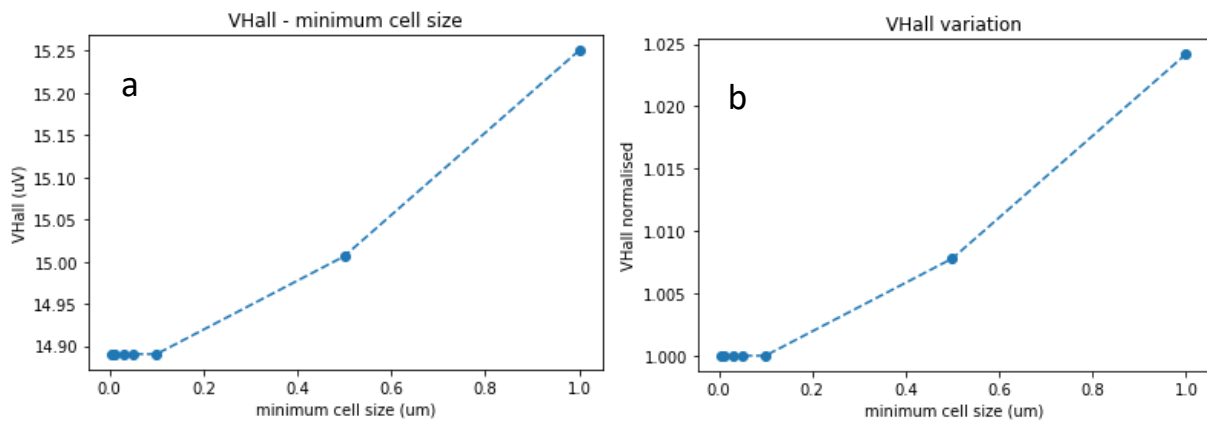 VHall - minimum cell size
a
VHall (uV)
15.25
15.20
15.15
15.10
15.05
15.00
14.95
14.90
0.0 0.2 0.4 0.6 0.8 1.0
minimum cell size (um)
VHall variation
b
VHall normalised
1.025
1.020
1.015
1.010
1.005
1.000
0.0 0.2 0.4 0.6 0.8 1.0
minimum cell size (um)